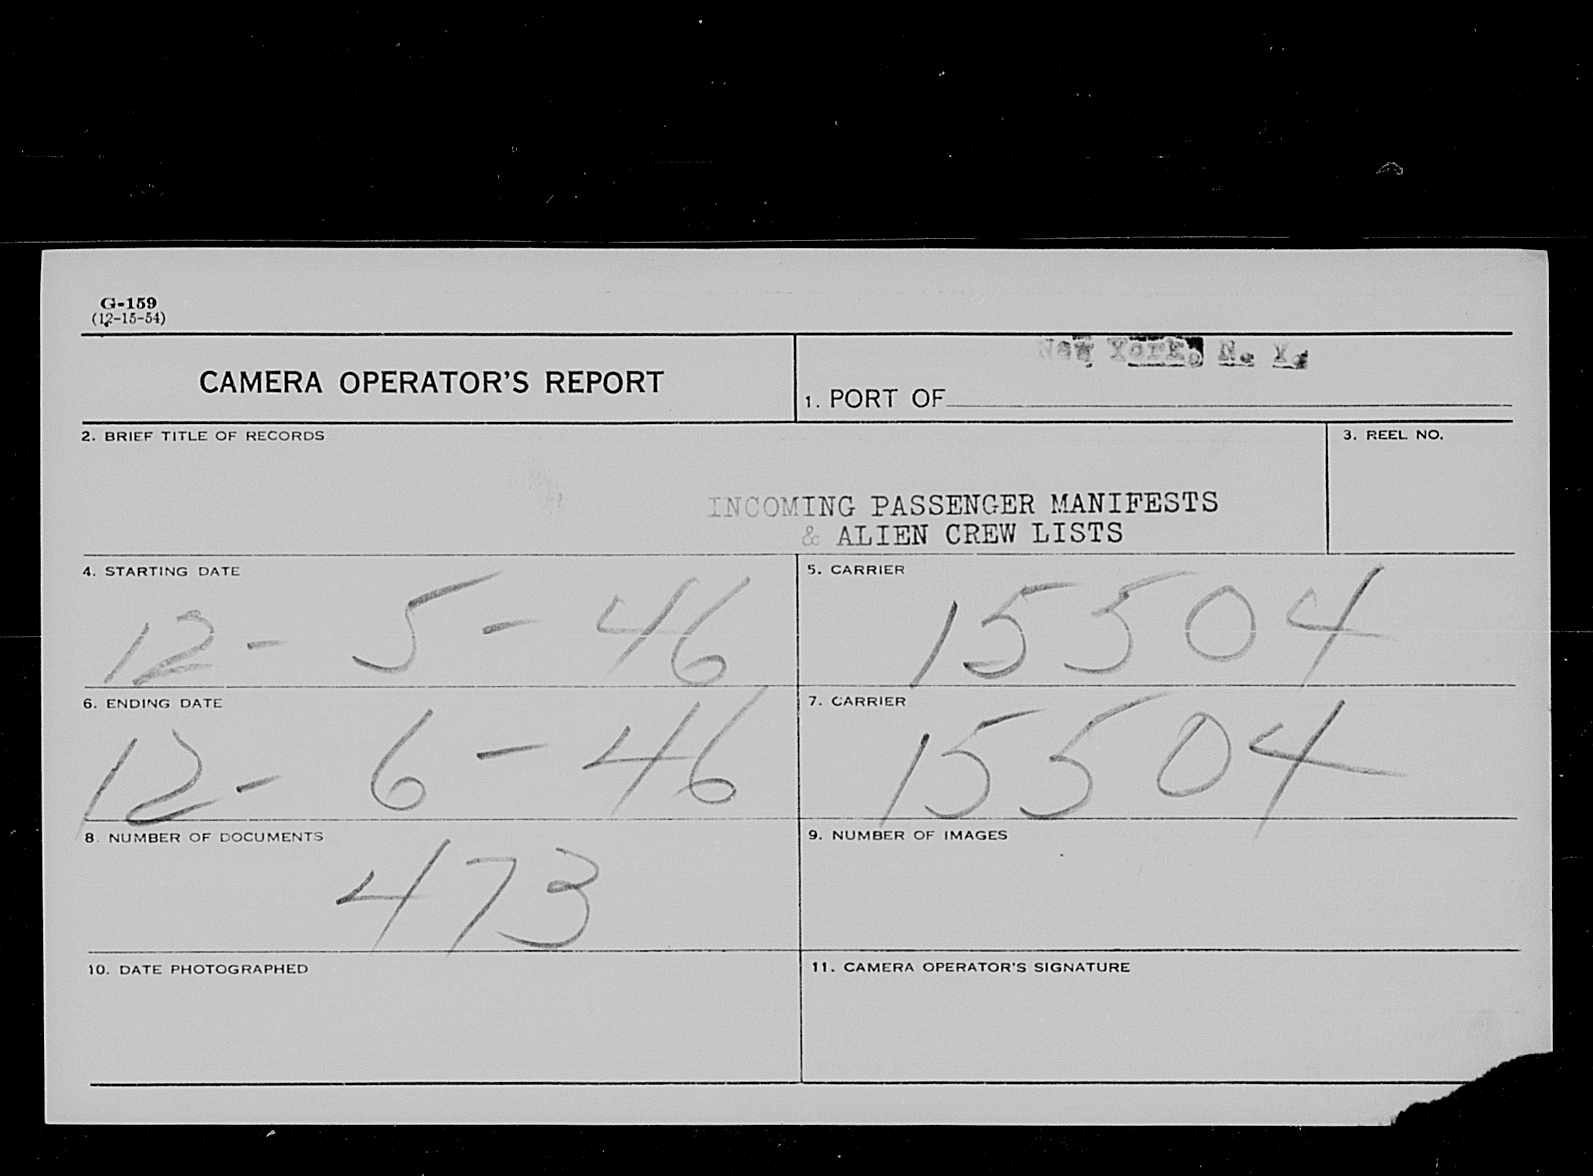 G-159
(12-15-54)
CAMERA OPERATOR'S REPORT
New York, N. Y.
1. PORT OF
2. BRIEF TITLE OF RECORDS
3. REEL NO.
INCOMING PASSENGER MANIFESTS
& ALIEN CREW LISTS
4. STARTING DATE
12- 5-46
5. CARRIER
15504
6. ENDING DATE
12- 6-46
7. CARRIER
15504
8. NUMBER OF DOCUMENTS
473
9. NUMBER OF IMAGES
10. DATE PHOTOGRAPHED
11. CAMERA OPERATOR'S SIGNATURE